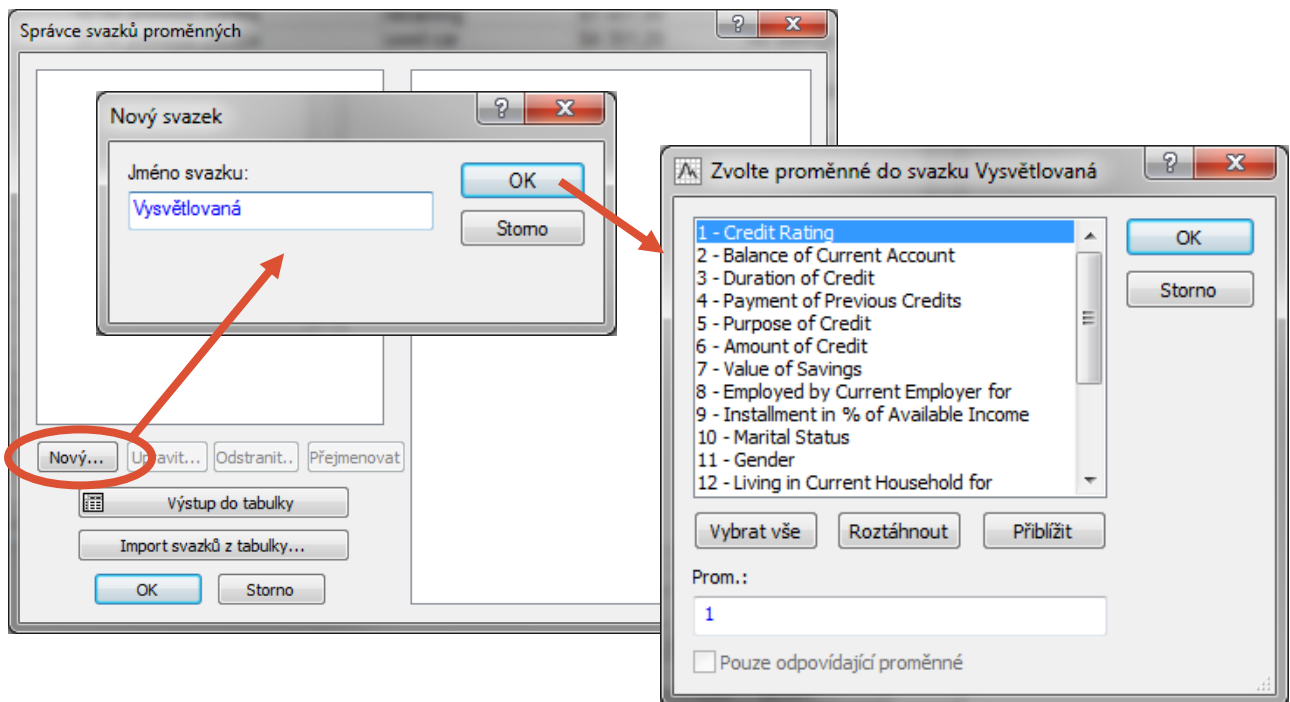 Správce svazků proměnných
Nový svazek
Jméno svazku:
Vysvětlovaná
OK
Storno
Nový...
Upravit...
Odstranit..
Přejmenovat
Výstup do tabulky
Import svazků z tabulky...
OK
Storno
Zvolte proměnné do svazku Vysvětlovaná
1 - Credit Rating
2 - Balance of Current Account
3 - Duration of Credit
4 - Payment of Previous Credits
5 - Purpose of Credit
6 - Amount of Credit
7 - Value of Savings
8 - Employed by Current Employer for
9 - Installment in % of Available Income
10 - Marital Status
11 - Gender
12 - Living in Current Household for
OK
Storno
Vybrat vše
Roztáhnout
Přiblížit
Prom.:
1
Pouze odpovídající proměnné